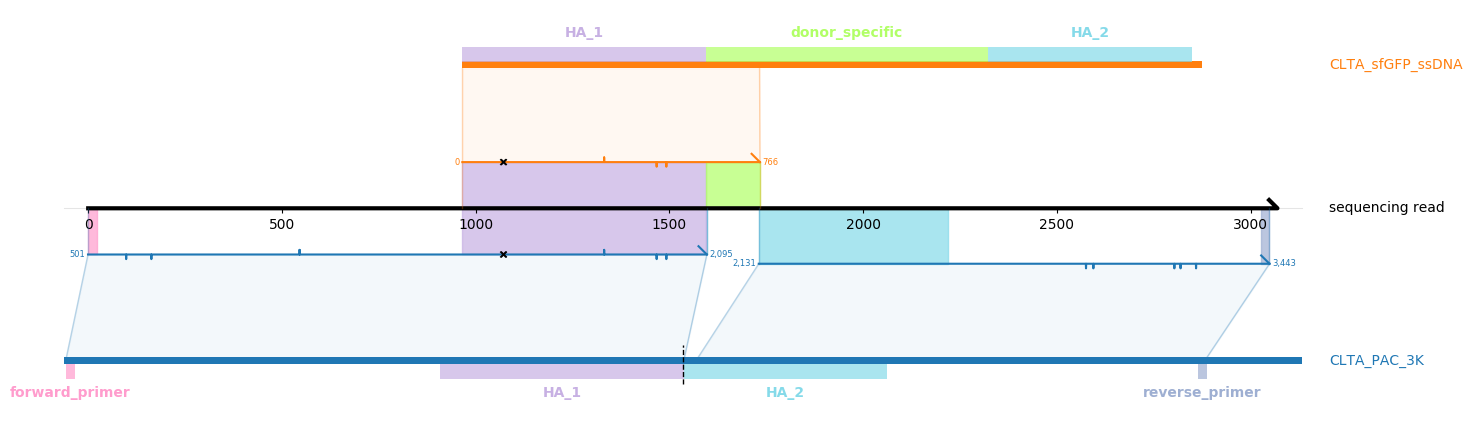 HA_1 donor_specific HA_2
CLTA_sfGFP_ssDNA
0 766
sequencing read
0 500 1000 1500 2000 2500 3000
501 2,095
2,131 3,443
CLTA_PAC_3K
forward_primer HA_1 HA_2 reverse_primer